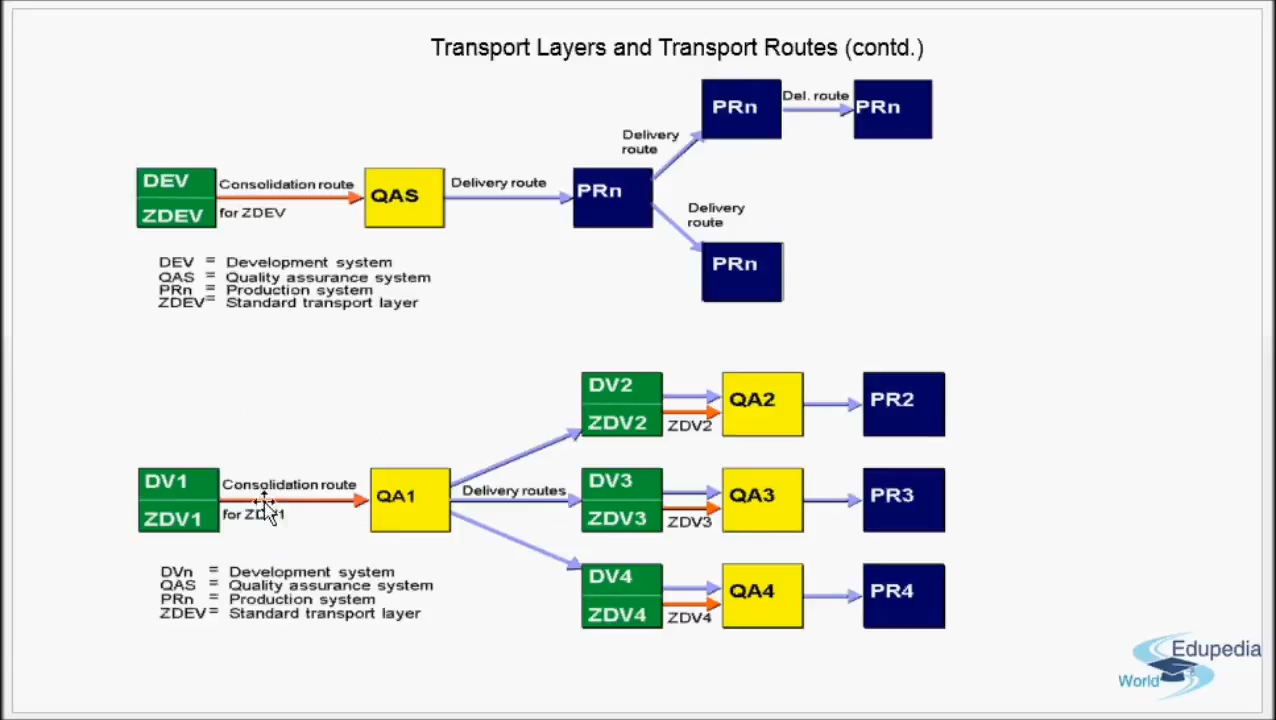 Transport Layers and Transport Routes (contd.)
PRn
Del. route
PRn
Delivery
route
DEV
ZDEV
Consolidation route
for ZDEV
QAS
Delivery route
PRn
Delivery
route
PRn
DEV = Development system
QAS = Quality assurance system
PRn = Production system
ZDEV= Standard transport layer
DV2
ZDV2
ZDV2
QA2
PR2
DV1
ZDV1
Consolidation route
for ZDV1
QA1
Delivery routes
DV3
ZDV3
ZDV3
QA3
PR3
DV4
ZDV4
ZDV4
QA4
PR4
DVn = Development system
QAS = Quality assurance system
PRn = Production system
ZDEV= Standard transport layer
Edupedia
World